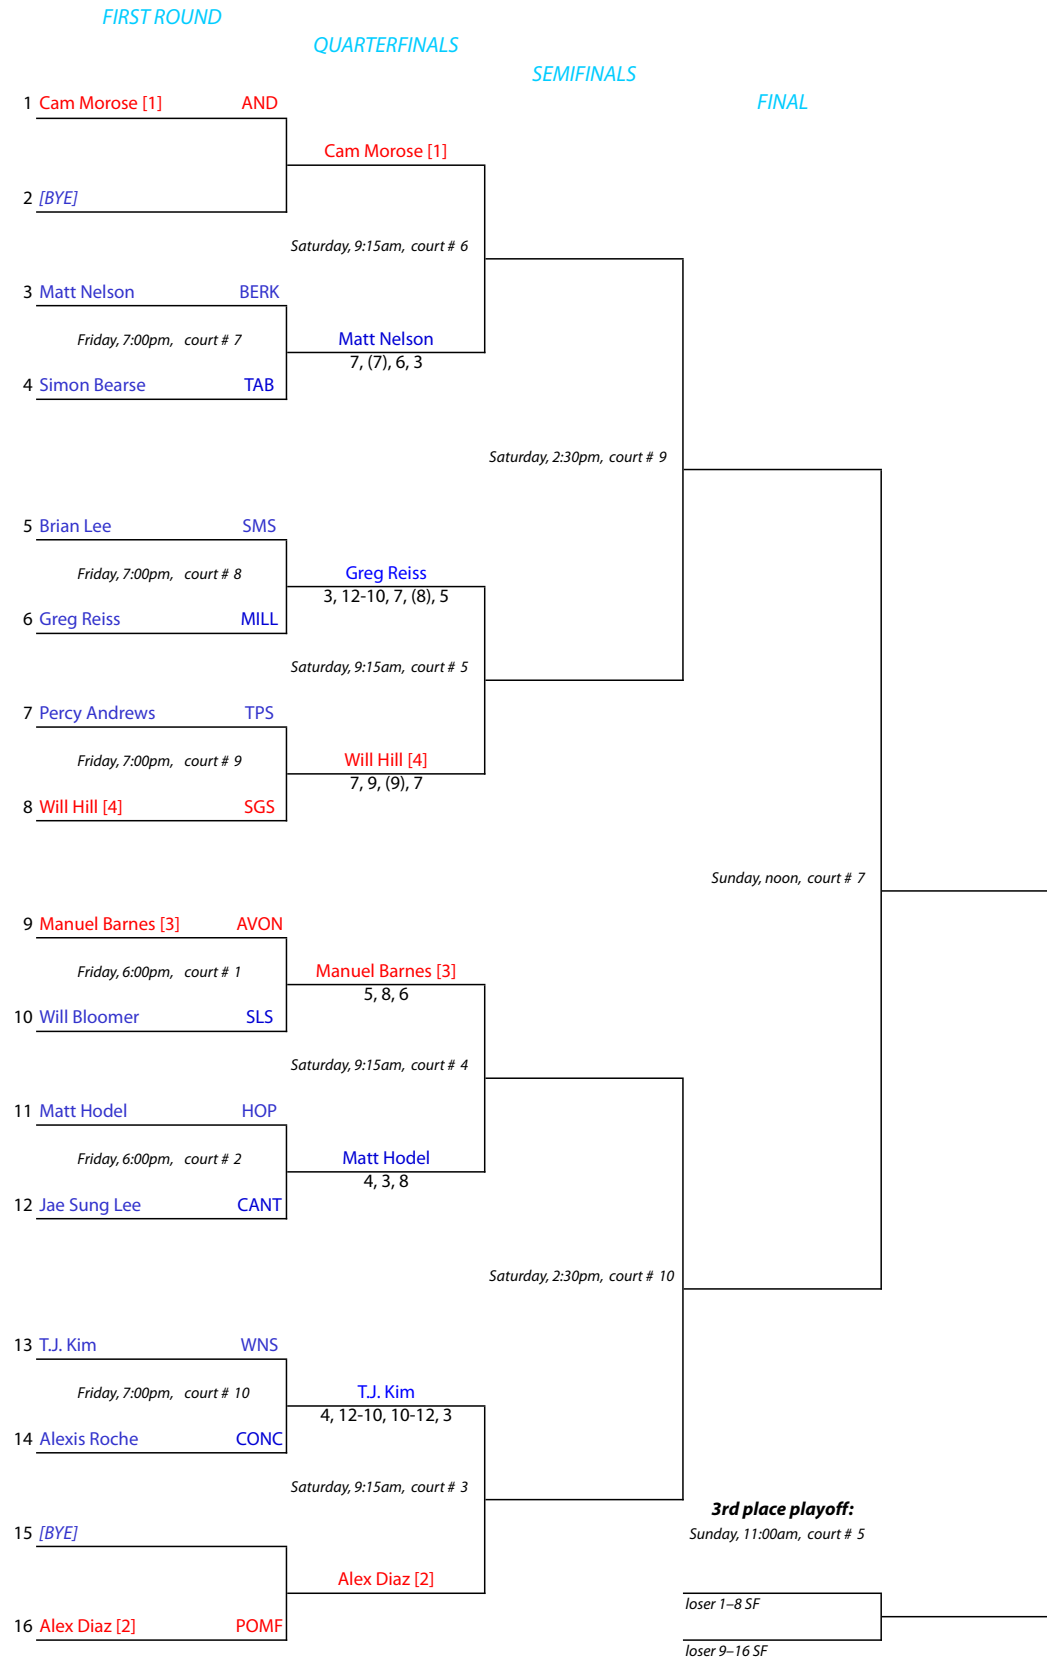 FIRST ROUND
QUARTERFINALS
SEMIFINALS
FINAL
1 Cam Morose [1] AND
Cam Morose [1]
2 [BYE]
Saturday, 9:15am, court # 6
3 Matt Nelson BERK
Friday, 7:00pm, court # 7
Matt Nelson
7, (7), 6, 3
4 Simon Bearse TAB
Saturday, 2:30pm, court # 9
5 Brian Lee SMS
Friday, 7:00pm, court # 8
Greg Reiss
3, 12-10, 7, (8), 5
6 Greg Reiss MILL
Saturday, 9:15am, court # 5
7 Percy Andrews TPS
Friday, 7:00pm, court # 9
Will Hill [4]
7, 9, (9), 7
8 Will Hill [4] SGS
Sunday, noon, court # 7
9 Manuel Barnes [3] AVON
Friday, 6:00pm, court # 1
Manuel Barnes [3]
5, 8, 6
10 Will Bloomer SLS
Saturday, 9:15am, court # 4
11 Matt Hodel HOP
Friday, 6:00pm, court # 2
Matt Hodel
4, 3, 8
12 Jae Sung Lee CANT
Saturday, 2:30pm, court # 10
13 T.J. Kim WNS
Friday, 7:00pm, court # 10
T.J. Kim
4, 12-10, 10-12, 3
14 Alexis Roche CONC
Saturday, 9:15am, court # 3
3rd place playoff:
15 [BYE]
Sunday, 11:00am, court # 5
Alex Diaz [2]
loser 1–8 SF
16 Alex Diaz [2] POMF
loser 9–16 SF